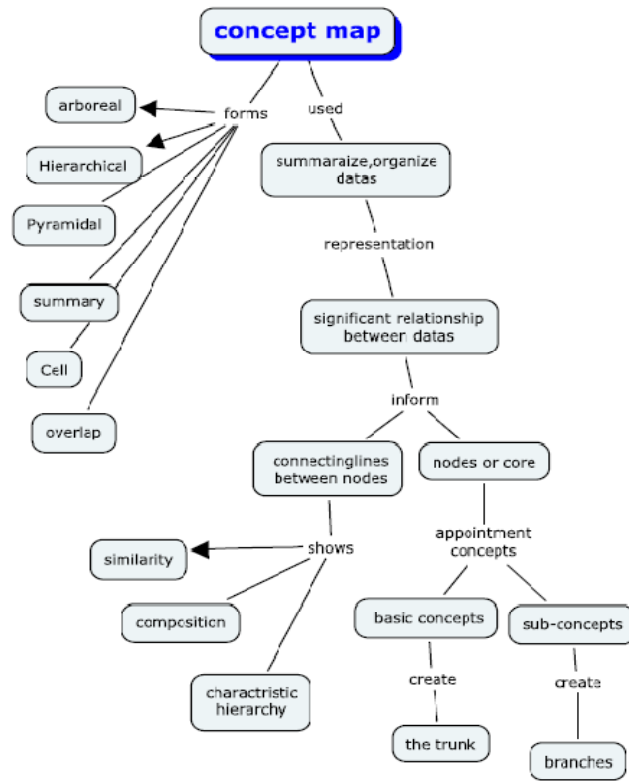 concept map
forms
used
arboreal
Hierarchical
Pyramidal
summary
Cell
overlap
summaraize,organize
datas
representation
significant relationship
between datas
inform
connectinglines
between nodes
nodes or core
shows
similarity
composition
charactristic
hierarchy
appointment
concepts
basic concepts
sub-concepts
create
create
the trunk
branches